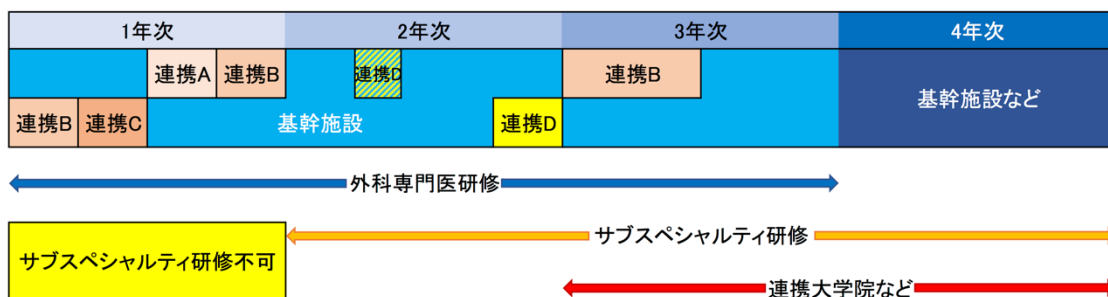 1年次
2年次
3年次
4年次
連携A
連携B
連携D
連携B
基幹施設など
連携B
連携C
基幹施設
連携D
外科専門医研修
サブスペシャルティ研修
サブスペシャルティ研修不可
連携大学院など